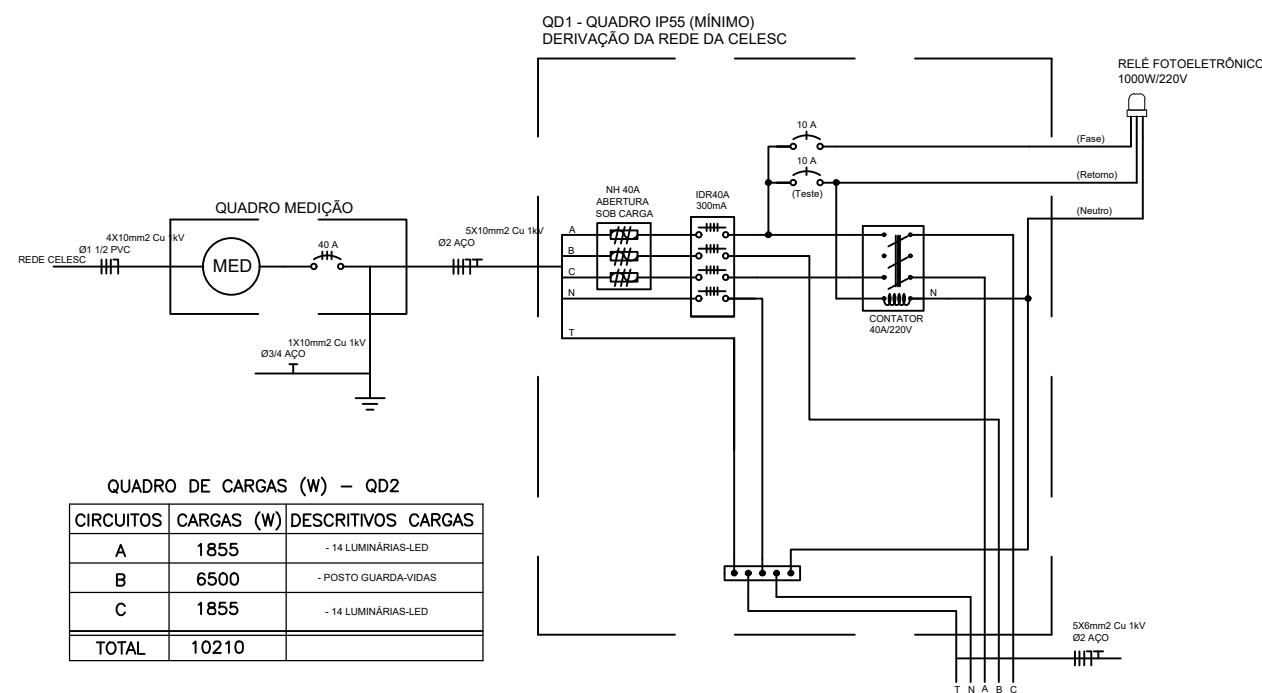 QD1 - QUADRO IP55 (MÍNIMO)
DERIVAÇÃO DA REDE DA CELESC
RELÉ FOTOELETRÔNICO
1000W/220V
10 A
(Fase)
10 A
(Teste)
(Retorno)
(Neutro)
NH 40A
ABERTURA
SOB CARGA
IDR40A
300mA
QUADRO MEDIÇÃO
4X10mm2 Cu 1kV
Ø1 1/2 PVC
REDE CELESC
MED
40 A
5X10mm2 Cu 1kV
Ø2 AÇO
A
B
C
N
T
N
CONTATOR
40A/220V
1X10mm2 Cu 1kV
Ø3/4 AÇO
QUADRO DE CARGAS (W) – QD2
CIRCUITOS CARGAS (W) DESCRITIVOS CARGAS
A 1855 - 14 LUMINÁRIAS-LED
B 6500 - POSTO GUARDA-VIDAS
C 1855 - 14 LUMINÁRIAS-LED
TOTAL 10210
5X6mm2 Cu 1kV
Ø2 AÇO
T N A B C